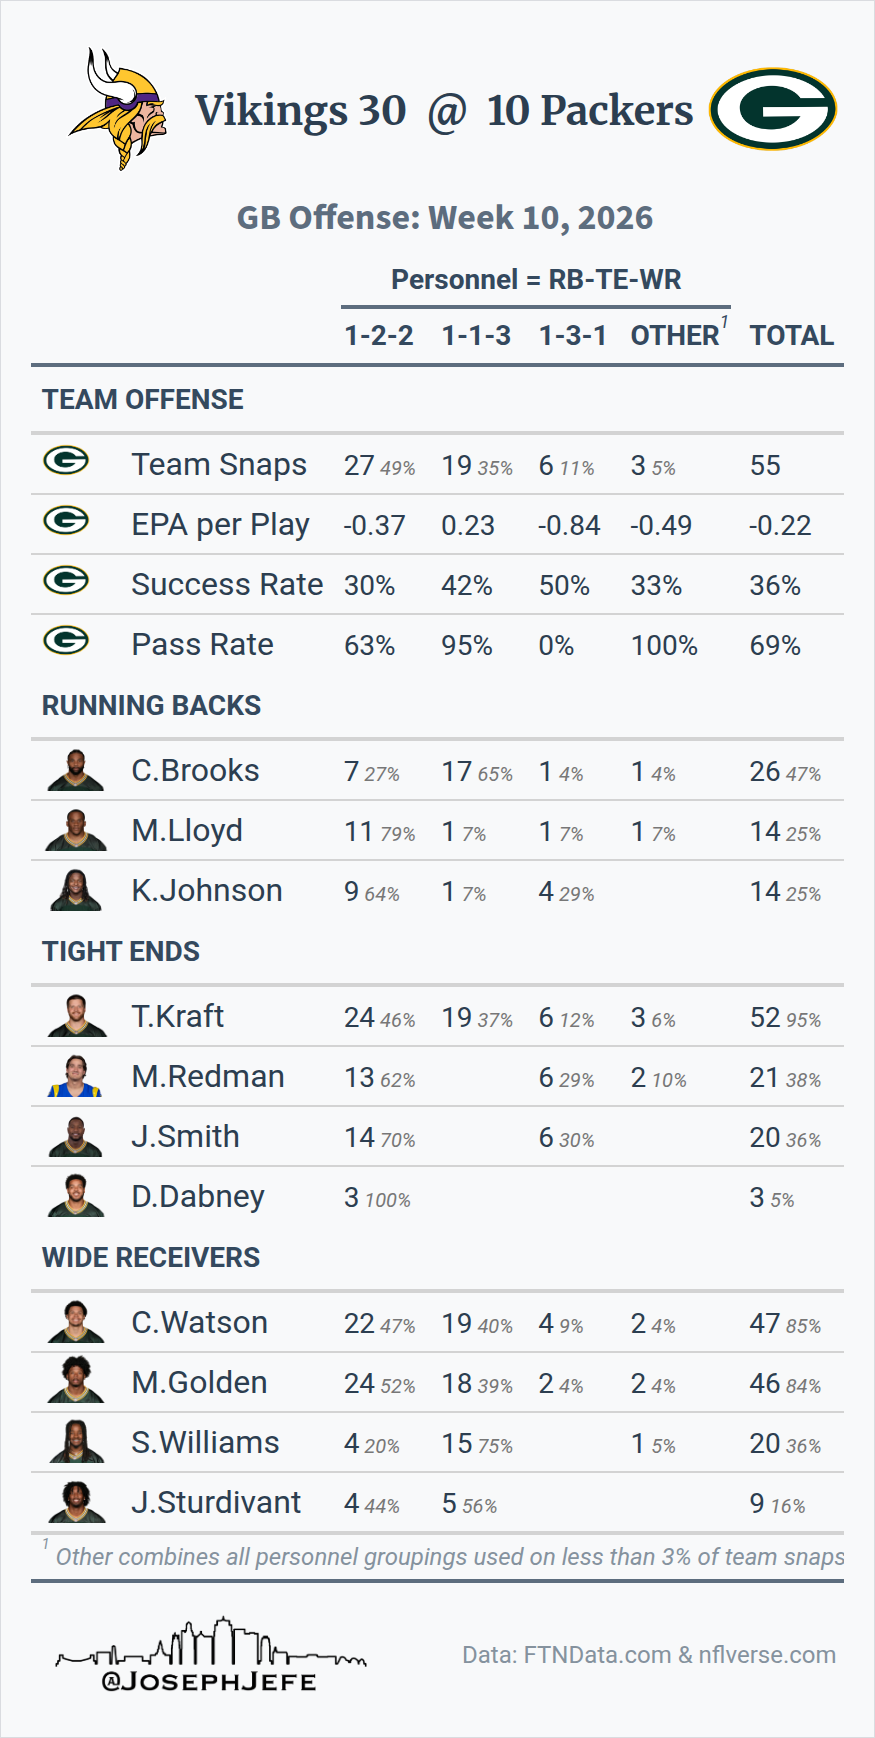 Vikings 30 @ 10 Packers
GB Offense: Week 10, 2026
Personnel = RB-TE-WR
1-2-2 1-1-3 1-3-1 OTHER1 TOTAL
TEAM OFFENSE
G Team Snaps 27 49% 19 35% 6 11% 3 5% 55
G EPA per Play -0.37 0.23 -0.84 -0.49 -0.22
G Success Rate 30% 42% 50% 33% 36%
G Pass Rate 63% 95% 0% 100% 69%
RUNNING BACKS
C.Brooks 7 27% 17 65% 1 4% 1 4% 26 47%
M.Lloyd 11 79% 1 7% 1 7% 1 7% 14 25%
K.Johnson 9 64% 1 7% 4 29% 14 25%
TIGHT ENDS
T.Kraft 24 46% 19 37% 6 12% 3 6% 52 95%
M.Redman 13 62% 6 29% 2 10% 21 38%
J.Smith 14 70% 6 30% 20 36%
D.Dabney 3 100% 3 5%
WIDE RECEIVERS
C.Watson 22 47% 19 40% 4 9% 2 4% 47 85%
M.Golden 24 52% 18 39% 2 4% 2 4% 46 84%
S.Williams 4 20% 15 75% 1 5% 20 36%
J.Sturdivant 4 44% 5 56% 9 16%
1 Other combines all personnel groupings used on less than 3% of team snaps
@JOSEPHJEFE
Data: FTNData.com & nflverse.com